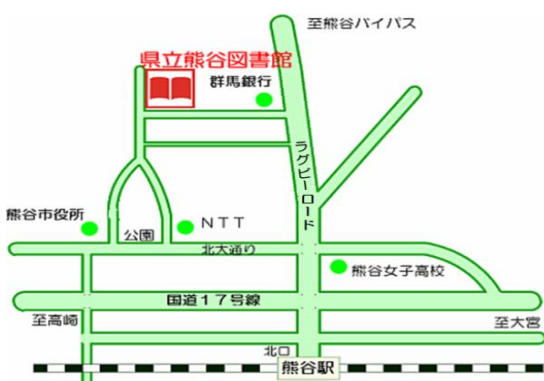 至熊谷バイパス
県立熊谷図書館
群馬銀行
ラグビーロード
熊谷市役所
公園
NTT
北大通り
熊谷女子高校
国道17号線
至高崎
至大宮
北口
熊谷駅